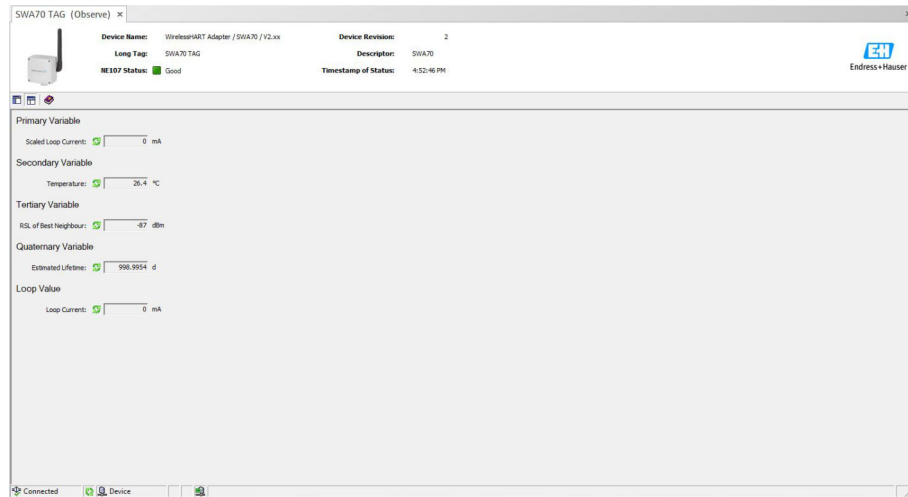 SWA70 TAG (Observe) ×
Device Name: WirelessHART Adapter / SWA70 / V2.xx Device Revision: 2
Long Tag: SWA70 TAG Descriptor: SWA70
NE107 Status: Good Timestamp of Status: 4:52:46 PM
EH
Endress+Hauser
Primary Variable
Scaled Loop Current: 0 mA
Secondary Variable
Temperature: 26.4 °C
Tertiary Variable
RSL of Best Neighbour: -87 dBm
Quaternary Variable
Estimated Lifetime: 998.9954 d
Loop Value
Loop Current: 0 mA
Connected Device